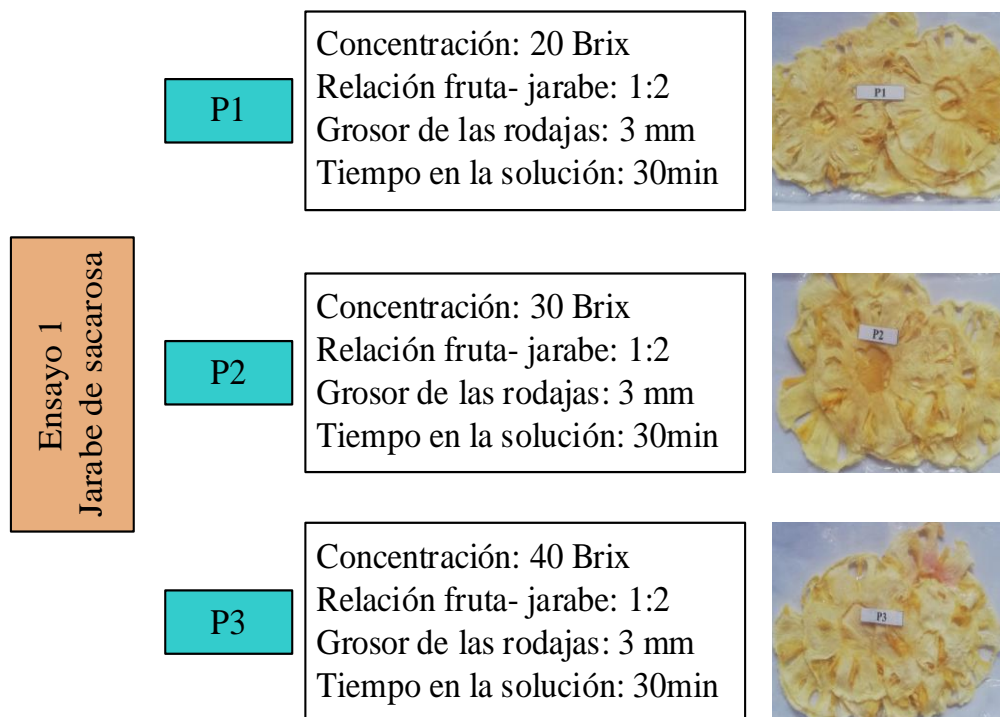 Ensayo 1
Jarabe de sacarosa
P1
Concentración: 20 Brix
Relación fruta- jarabe: 1:2
Grosor de las rodajas: 3 mm
Tiempo en la solución: 30min
P1
P2
Concentración: 30 Brix
Relación fruta- jarabe: 1:2
Grosor de las rodajas: 3 mm
Tiempo en la solución: 30min
P2
P3
Concentración: 40 Brix
Relación fruta- jarabe: 1:2
Grosor de las rodajas: 3 mm
Tiempo en la solución: 30min
P3